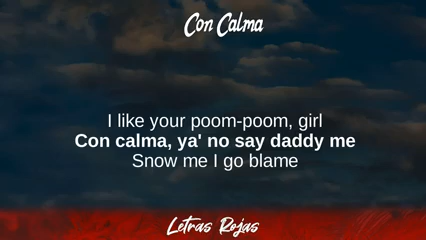 Con Calma
I like your poom-poom, girl
Con calma, ya' no say daddy me
Snow me I go blame
Letras Rojas